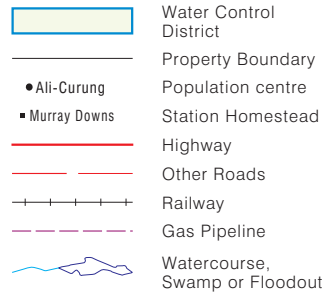 Water Control
District
Property Boundary
Ali-Curung Population centre
Murray Downs Station Homestead
Highway
Other Roads
Railway
Gas Pipeline
Watercourse,
Swamp or Floodout